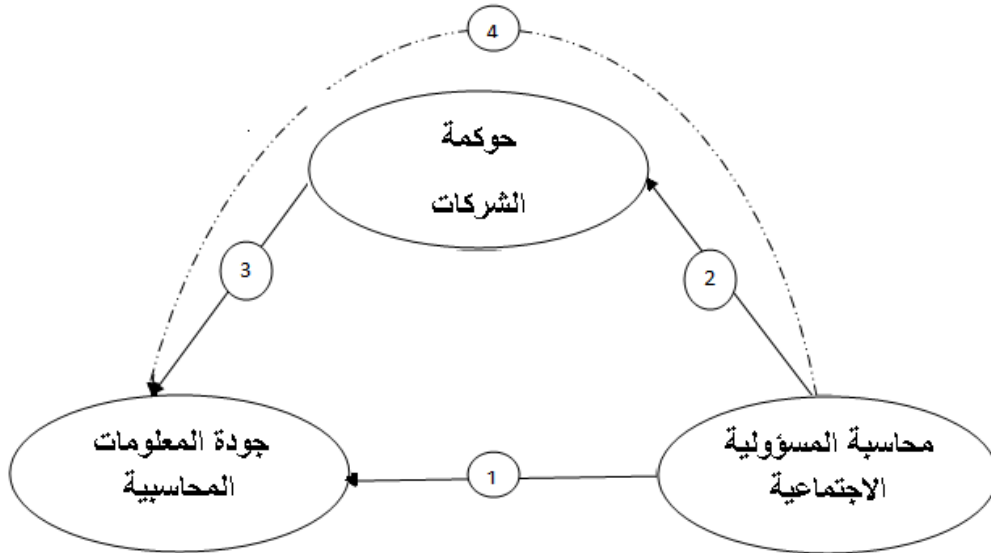 4
حوكمة
الشركات
3
2
جودة المعلومات
المحاسبية
1
محاسبة المسؤولية
الاجتماعية